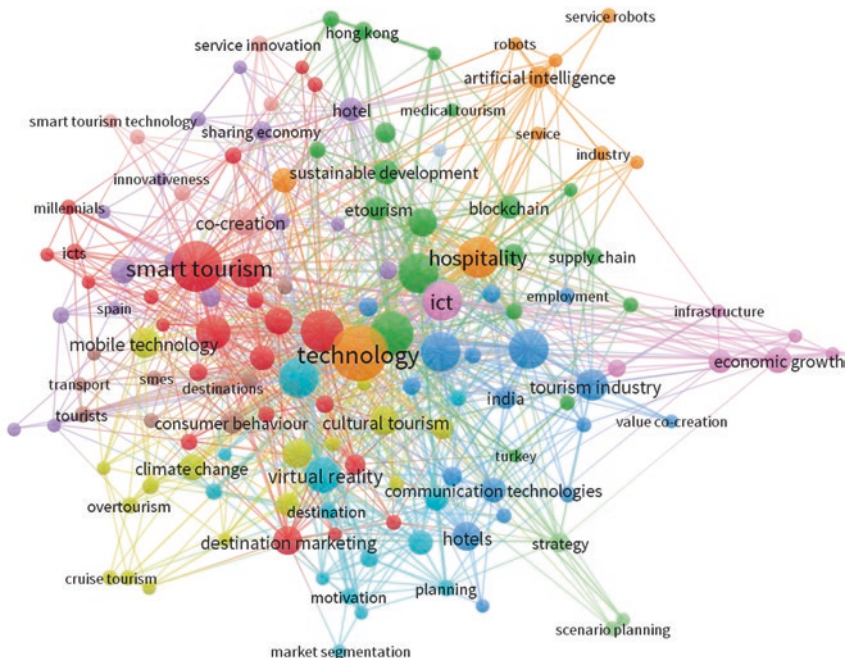 service robots
hong kong
service innovation
robots
artificial intelligence
hotel
medical tourism
smart tourism technology
sharing economy
service
industry
sustainable development
innovativeness
millennials
etourism
blockchain
co-creation
icts
hospitality
supply chain
smart tourism
employment
ict
spain
infrastructure
mobile technology
technology
economic growth
transport
smes
destinations
tourism industry
india
tourists
consumer behaviour
cultural tourism
value co-creation
turkey
climate change
virtual reality
communication technologies
overtourism
destination
destination marketing
hotels
strategy
cruise tourism
motivation
planning
scenario planning
market segmentation